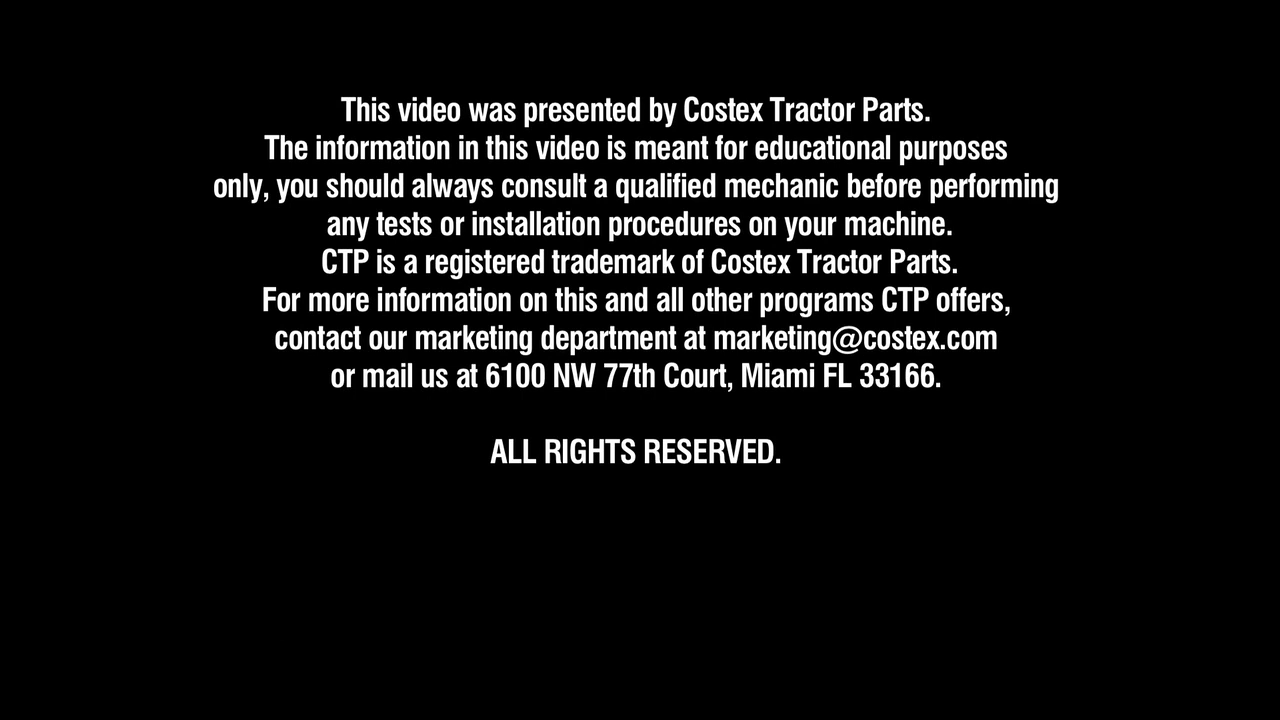 This video was presented by Costex Tractor Parts.
The information in this video is meant for educational purposes
only, you should always consult a qualified mechanic before performing
any tests or installation procedures on your machine.
CTP is a registered trademark of Costex Tractor Parts.
For more information on this and all other programs CTP offers,
contact our marketing department at marketing@costex.com
or mail us at 6100 NW 77th Court, Miami FL 33166.
ALL RIGHTS RESERVED.